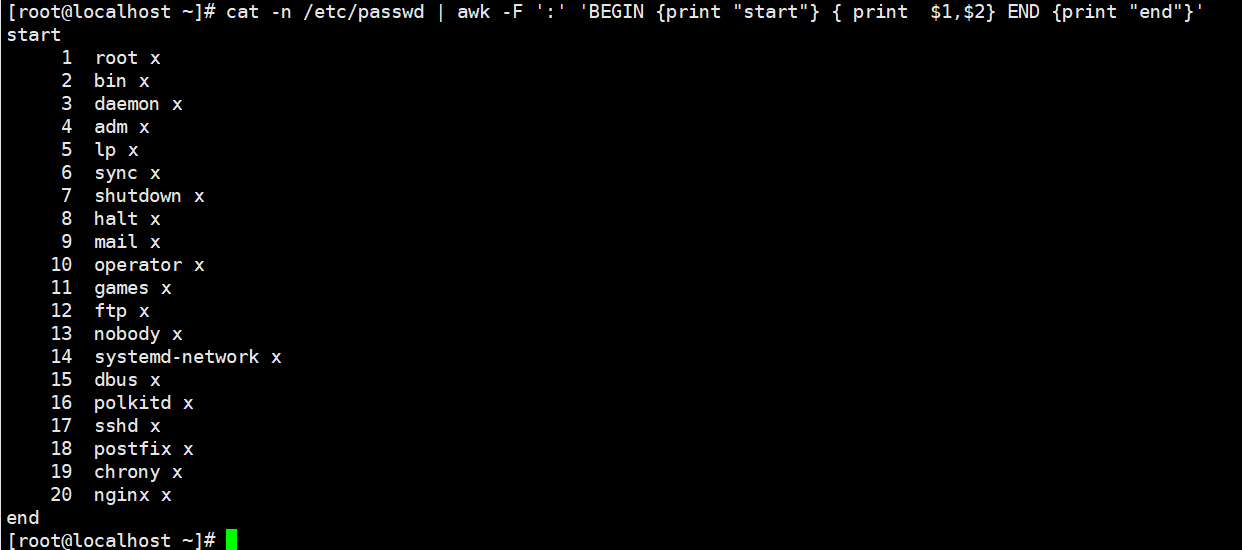 [root@localhost ~]# cat -n /etc/passwd | awk -F ':' 'BEGIN {print "start"} { print  $1,$2} END {print "end"}'
start
     1  root x
     2  bin x
     3  daemon x
     4  adm x
     5  lp x
     6  sync x
     7  shutdown x
     8  halt x
     9  mail x
    10  operator x
    11  games x
    12  ftp x
    13  nobody x
    14  systemd-network x
    15  dbus x
    16  polkitd x
    17  sshd x
    18  postfix x
    19  chrony x
    20  nginx x
end
[root@localhost ~]#